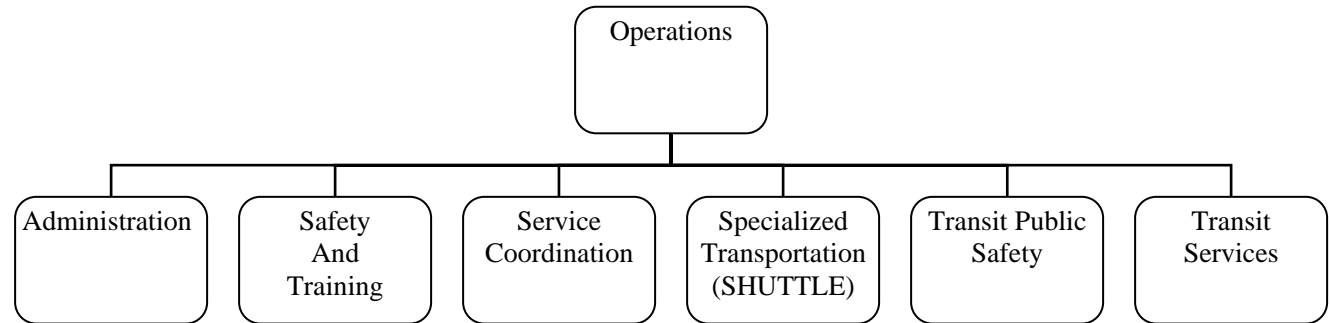 Operations
Administration
Safety
And
Training
Service
Coordination
Specialized
Transportation
(SHUTTLE)
Transit Public
Safety
Transit
Services